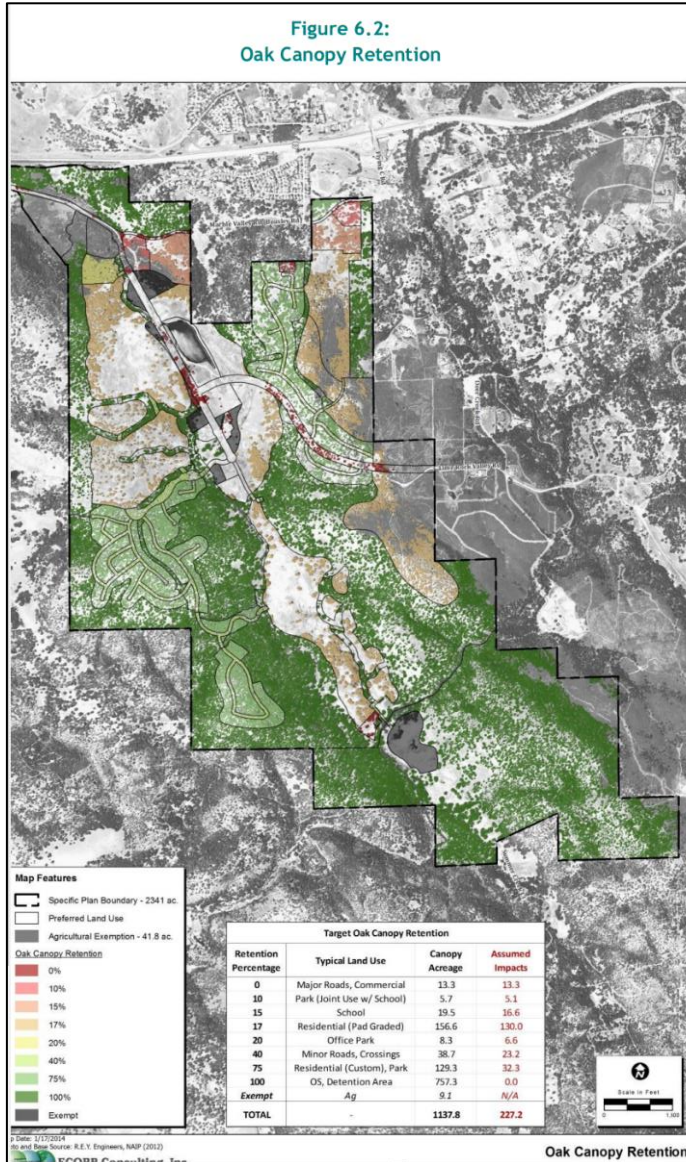 Figure 6.2:
Oak Canopy Retention
Map Features
Specific Plan Boundary - 2341 ac.
Preferred Land Use
Agricultural Exemption - 41.8 ac.
Oak Canopy Retention
0%
10%
15%
17%
20%
40%
75%
100%
Exempt
Target Oak Canopy Retention
Retention Percentage Typical Land Use Canopy Acreage Assumed Impacts
0 Major Roads, Commercial 13.3 13.3
10 Park (Joint Use w/ School) 5.7 5.1
15 School 19.5 16.6
17 Residential (Pad Graded) 156.6 130.0
20 Office Park 8.3 6.6
40 Minor Roads, Crossings 38.7 23.2
75 Residential (Custom), Park 129.3 32.3
100 OS, Detention Area 757.3 0.0
Exempt Ag 9.1 N/A
TOTAL - 1137.8 227.2
Scale in Feet
0 1,500
p Date: 1/17/2014
to and Base Source: R.E.Y. Engineers, NAIP (2012)
ECORP Consulting, Inc.
Oak Canopy Retention